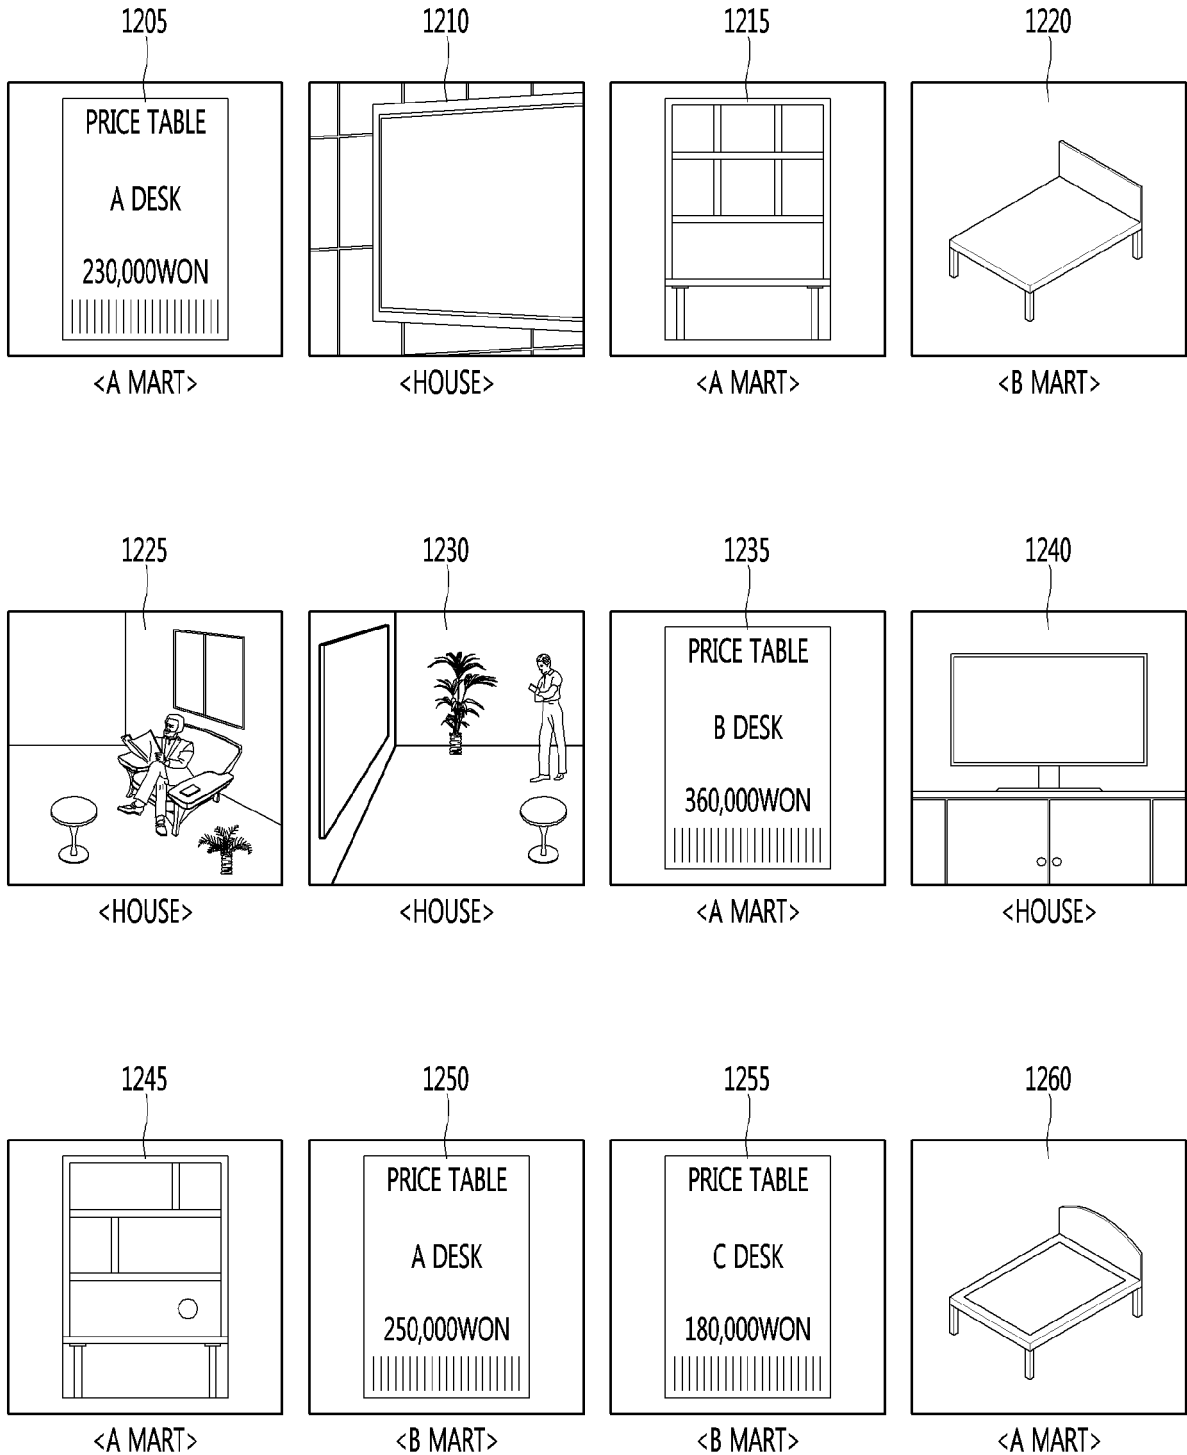 1205
1210
1215
1220
PRICE TABLE
A DESK
230,000WON
<A MART>
<HOUSE>
<A MART>
<B MART>
1225
1230
1235
1240
PRICE TABLE
B DESK
360,000WON
<HOUSE>
<HOUSE>
<A MART>
<HOUSE>
1245
1250
1255
1260
PRICE TABLE
A DESK
250,000WON
PRICE TABLE
C DESK
180,000WON
<A MART>
<B MART>
<B MART>
<A MART>